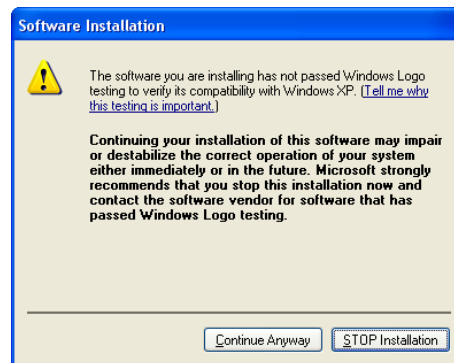 Software Installation
The software you are installing has not passed Windows Logo
testing to verify its compatibility with Windows XP. (Tell me why
this testing is important.)
Continuing your installation of this software may impair
or destabilize the correct operation of your system
either immediately or in the future. Microsoft strongly
recommends that you stop this installation now and
contact the software vendor for software that has
passed Windows Logo testing.
Continue Anyway
STOP Installation